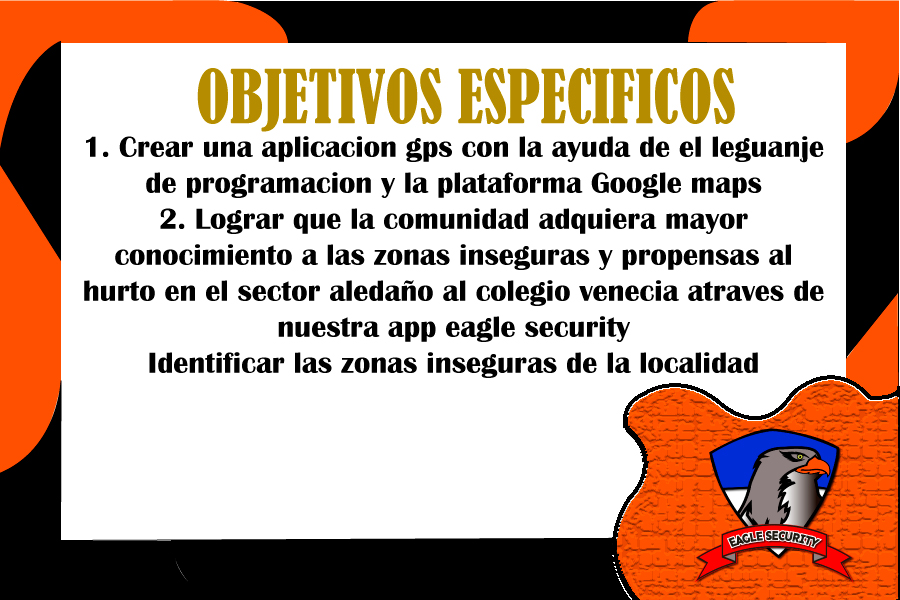 OBJETIVOS ESPECIFICOS
1. Crear una aplicacion gps con la ayuda de el leguanje
de programacion y la plataforma Google maps
2. Lograr que la comunidad adquiera mayor
conocimiento a las zonas inseguras y propensas al
hurto en el sector aledaño al colegio venecia atraves de
nuestra app eagle security
Identificar las zonas inseguras de la localidad
EAGLE SECURITY